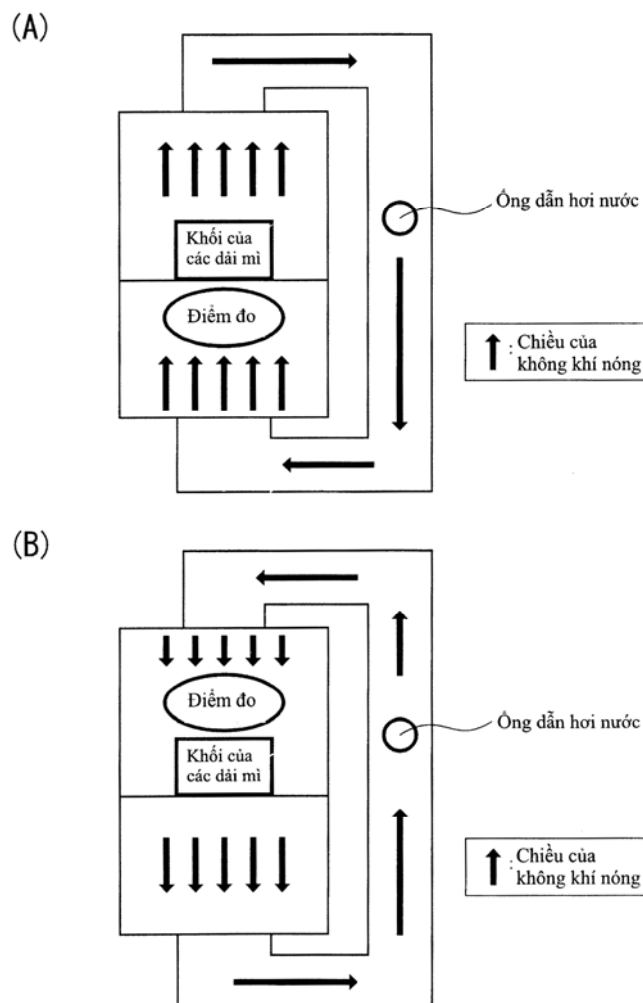 (A)
Ống dẫn hơi nước
Khối của
các dải mì
Điểm đo
: Chiều của
không khí nóng
(B)
Điểm đo
Ống dẫn hơi nước
Khối của
các dải mì
: Chiều của
không khí nóng